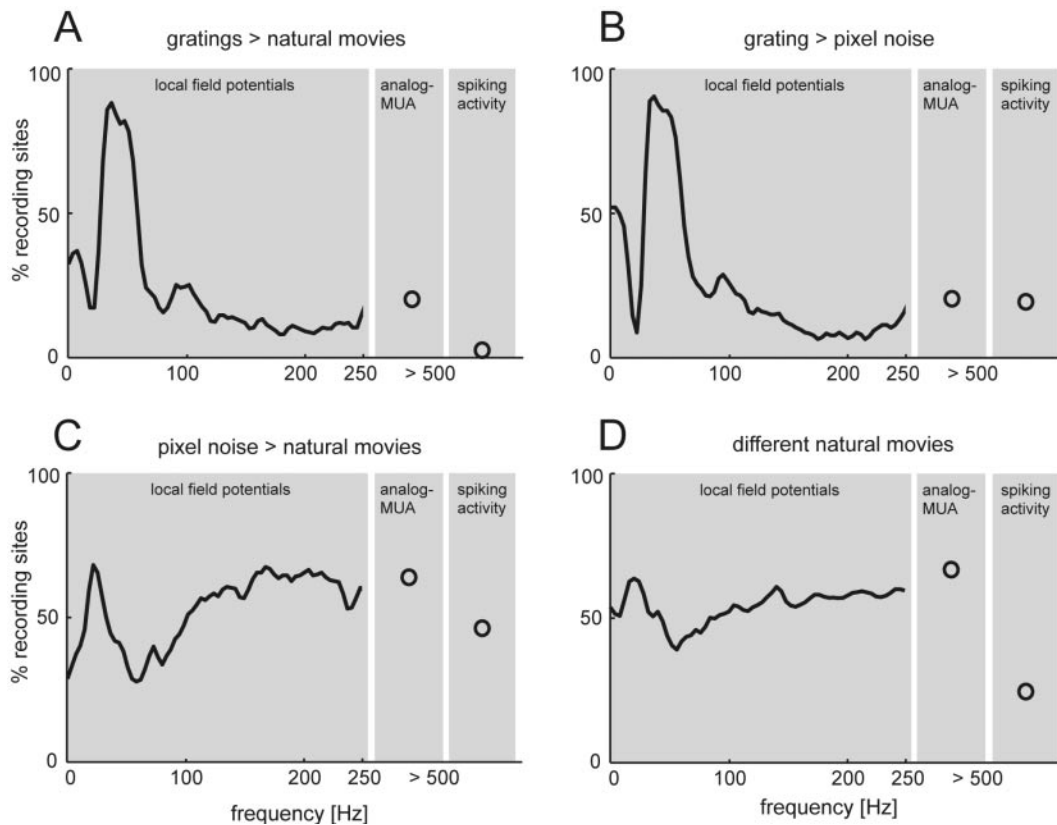 A
gratings > natural movies
100
local field potentials
analog-
MUA
spiking
activity
50
% recording sites
0
0
100
200
250
> 500
B
grating > pixel noise
100
local field potentials
analog-
MUA
spiking
activity
50
0
0
100
200
250
> 500
C
pixel noise > natural movies
100
local field potentials
analog-
MUA
spiking
activity
50
% recording sites
0
0
100
200
250
> 500
frequency [Hz]
D
different natural movies
100
local field potentials
analog-
MUA
spiking
activity
50
0
0
100
200
250
> 500
frequency [Hz]